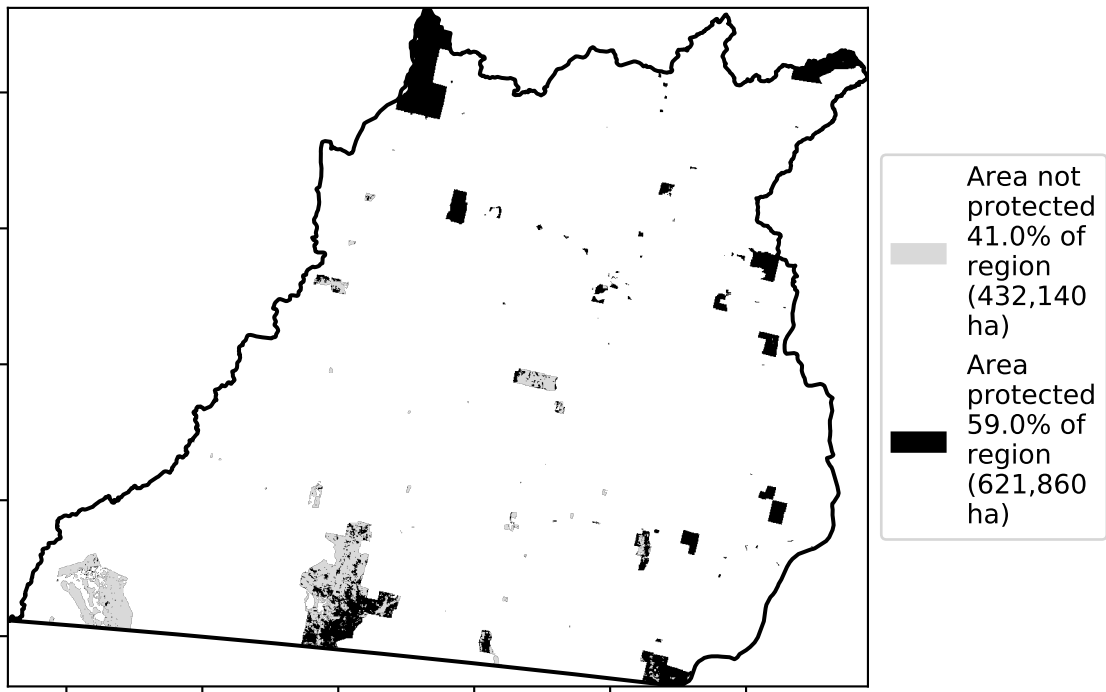 Area not
protected
41.0% of
region
(432,140
ha)
Area
protected
59.0% of
region
(621,860
ha)